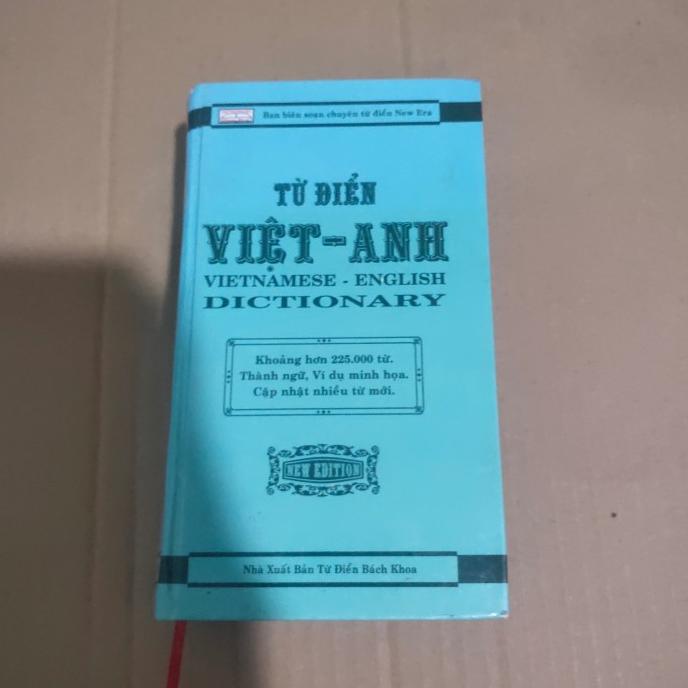 Ban biên soạn chuyên từ điển New Era
TỪ ĐIỂN
VIỆT-ANH
VIETNAMESE - ENGLISH
DICTIONARY
Khoảng hơn 225.000 từ.
Thành ngữ, Ví dụ minh họa.
Cập nhật nhiều từ mới.
NEW EDITION
Nhà Xuất Bản Từ Điển Bách Khoa